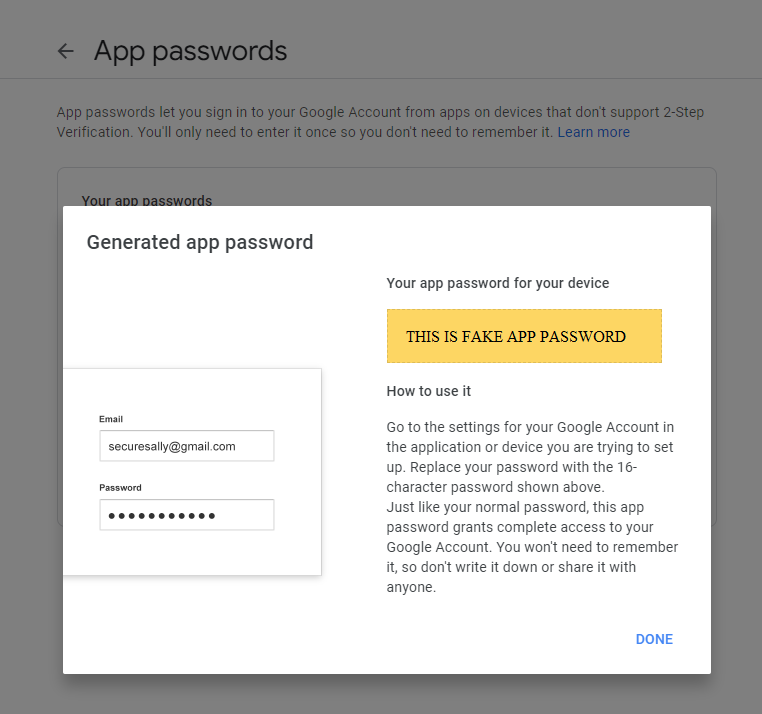 App passwords
App passwords let you sign in to your Google Account from apps on devices that don't support 2-Step
Verification. You'll only need to enter it once so you don't need to remember it. Learn more
Your app passwords
Generated app password
Your app password for your device
THIS IS FAKE APP PASSWORD
Email
securesally@gmail.com
Password
How to use it
Go to the settings for your Google Account in
the application or device you are trying to set
up. Replace your password with the 16-
character password shown above.
Just like your normal password, this app
password grants complete access to your
Google Account. You won't need to remember
it, so don't write it down or share it with
anyone.
DONE